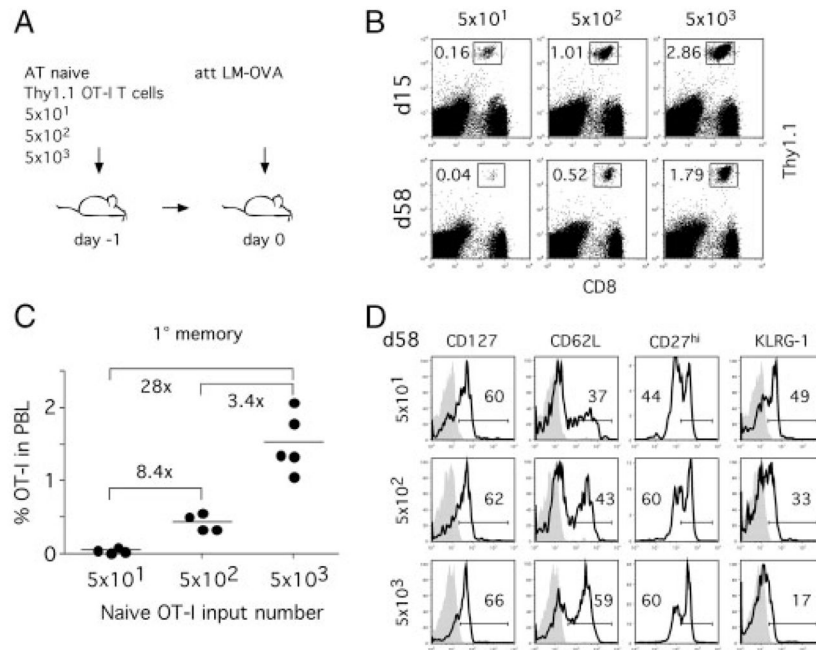 A
AT naive
Thy1.1 OT-I T cells
5x10¹
5x10²
5x10³
att LM-OVA
day -1
day 0
B
5x10¹ 5x10² 5x10³
d15
0.16 1.01 2.86
d58
0.04 0.52 1.79
Thy1.1
CD8
C
1° memory
28x
3.4x
8.4x
% OT-I in PBL
2
1
0
5x10¹ 5x10² 5x10³
Naive OT-I input number
D
d58 CD127 CD62L CD27ʰⁱ KLRG-1
5x10¹
60 37 44 49
5x10²
62 43 60 33
5x10³
66 59 60 17